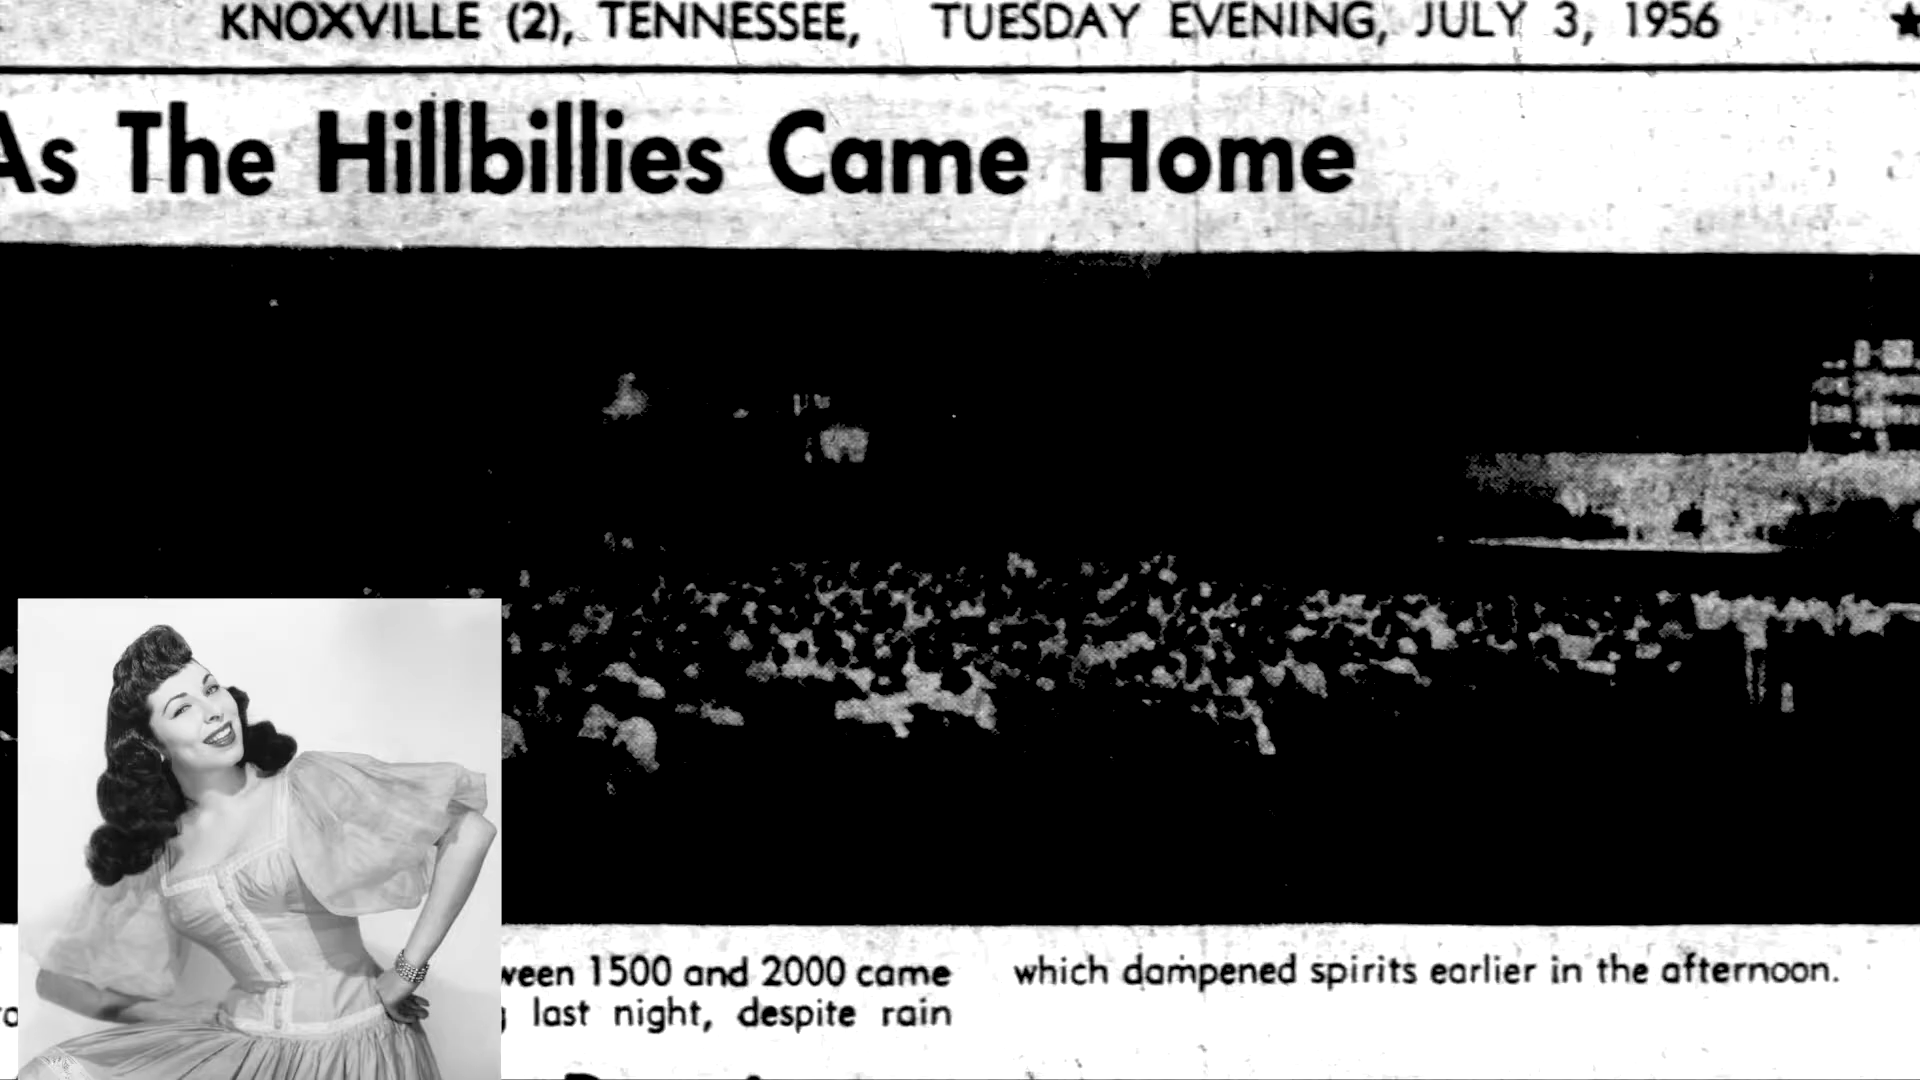 KNOXVILLE (2), TENNESSEE, TUESDAY EVENING, JULY 3, 1956
As The Hillbillies Came Home
ween 1500 and 2000 came
last night, despite rain
which dampened spirits earlier in the afternoon.